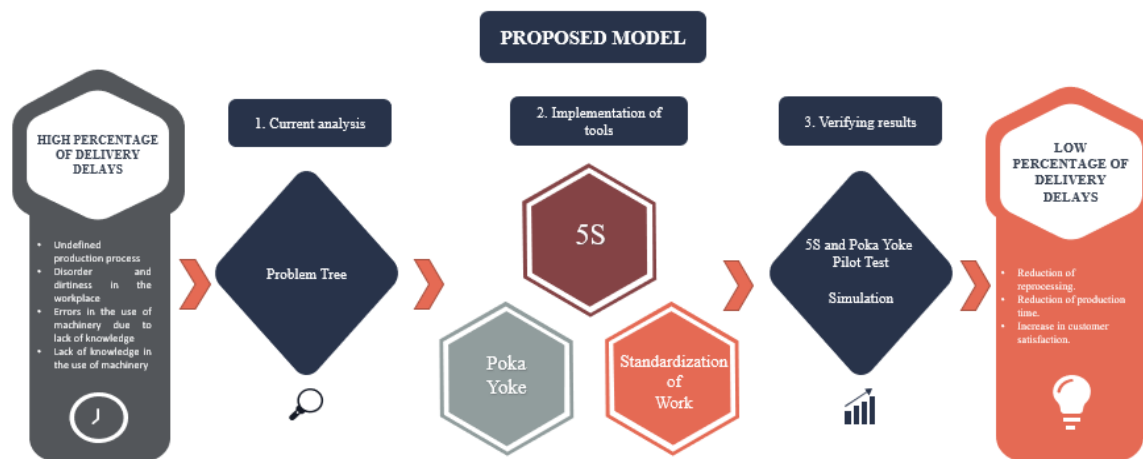 PROPOSED MODEL
HIGH PERCENTAGE
OF DELIVERY
DELAYS
• Undefined
production process
• Disorder and
dirtiness in the
workplace
• Errors in the use
of machinery due to
lack of knowledge
• Lack of knowledge in
the use of machinery
1. Current analysis
Problem Tree
2. Implementation of
tools
5S
Poka
Yoke
Standardization
of
Work
3. Verifying results
5S and Poka Yoke
Pilot Test
Simulation
LOW
PERCENTAGE OF
DELIVERY
DELAYS
• Reduction of
reprocessing.
• Reduction of production
time.
• Increase in customer
satisfaction.